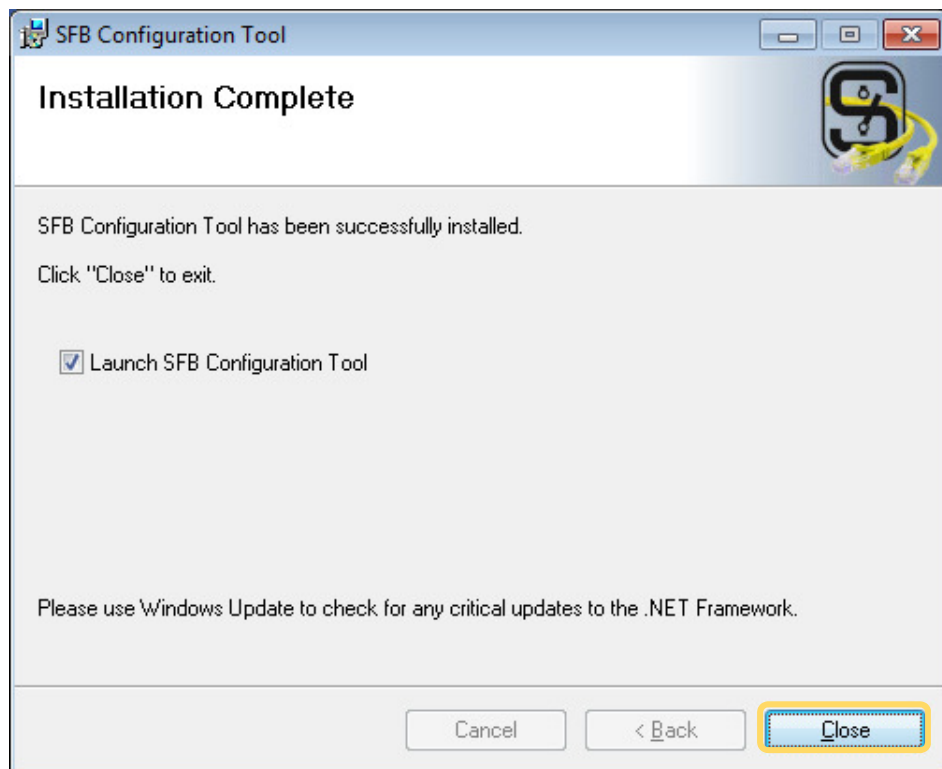 SFB Configuration Tool
Installation Complete
SFB Configuration Tool has been successfully installed.
Click "Close" to exit.
Launch SFB Configuration Tool
Please use Windows Update to check for any critical updates to the .NET Framework.
Cancel
< Back
Close